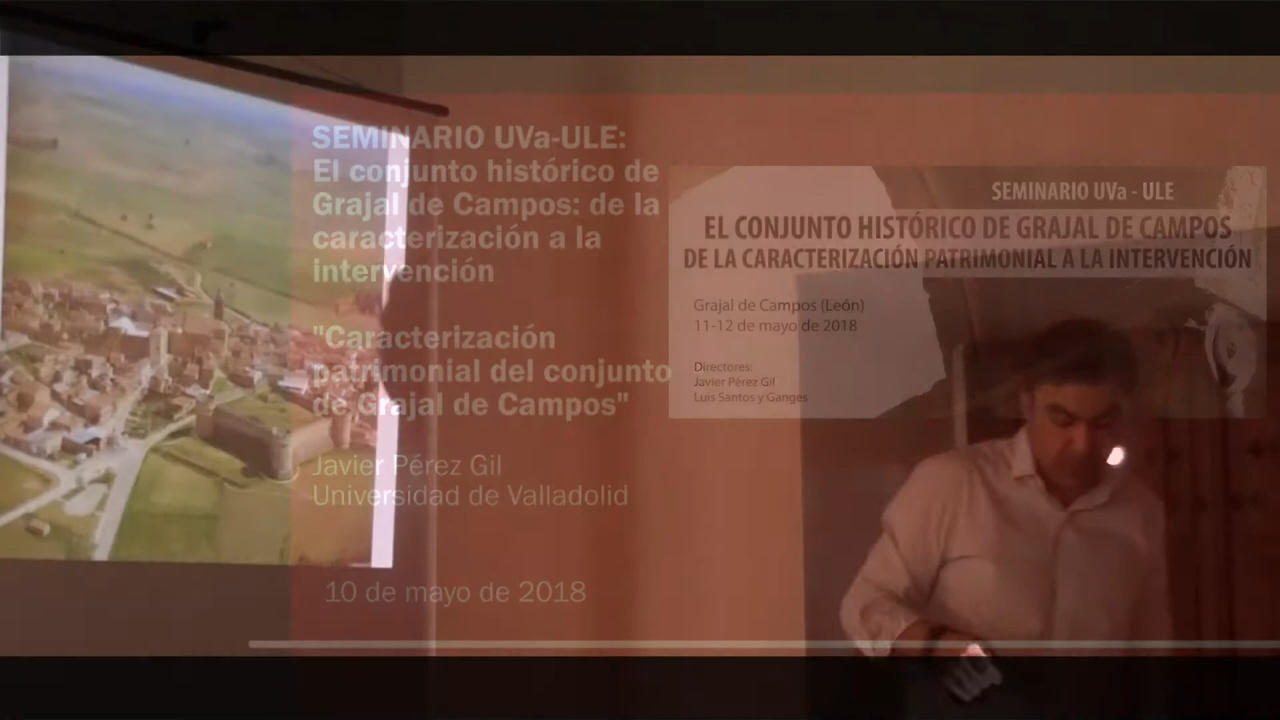 SEMINARIO UVa-ULE:
El conjunto histórico de
Grajal de Campos: de la
caracterización a la
intervención
"Caracterización
patrimonial del conjunto
de Grajal de Campos"
Javier Pérez Gil
Universidad de Valladolid
10 de mayo de 2018
SEMINARIO UVa - ULE
EL CONJUNTO HISTÓRICO DE GRAJAL DE CAMPOS
DE LA CARACTERIZACIÓN PATRIMONIAL A LA INTERVENCIÓN
Grajal de Campos (León)
11-12 de mayo de 2018
Directores:
Javier Pérez Gil
Luis Santos y Ganges